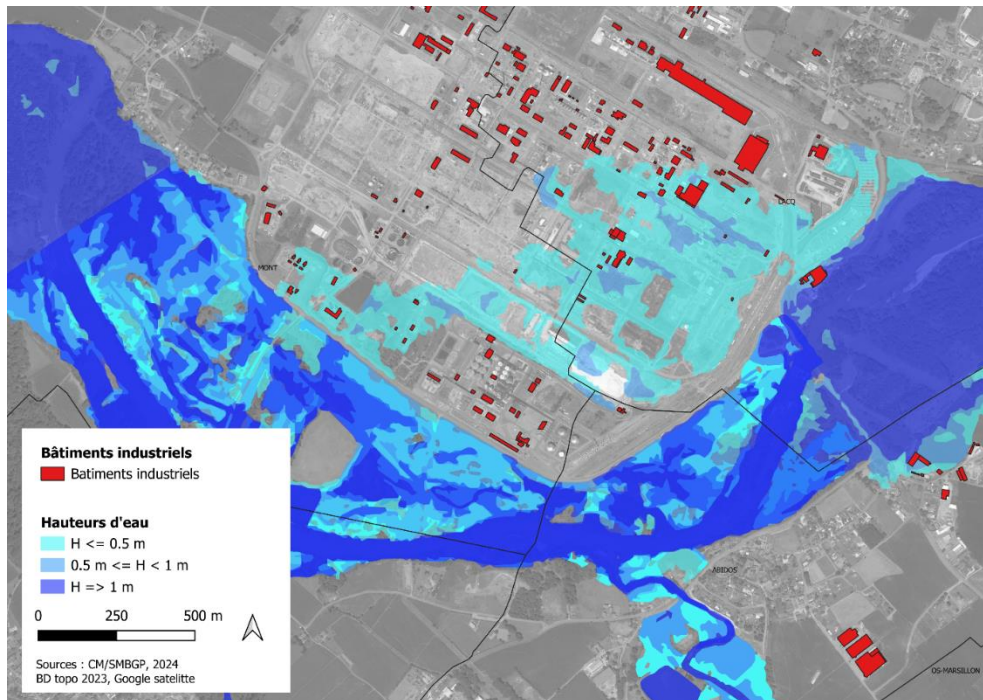 LACQ
MONT
ABIDOS
OS-MARSILLON
Bâtiments industriels
Batiments industriels
Hauteurs d'eau
H <= 0.5 m
0.5 m <= H < 1 m
H => 1 m
0 250 500 m
Sources : CM/SMBGP, 2024
BD topo 2023, Google satelitte